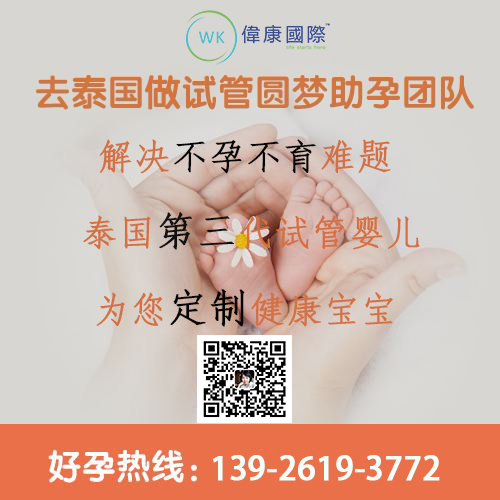 WK 偉康國際™
life starts here
去泰国做试管圆梦助孕团队
解决不孕不育难题
泰国第三代试管婴儿
为您定制健康宝宝
好孕热线：139-2619-3772